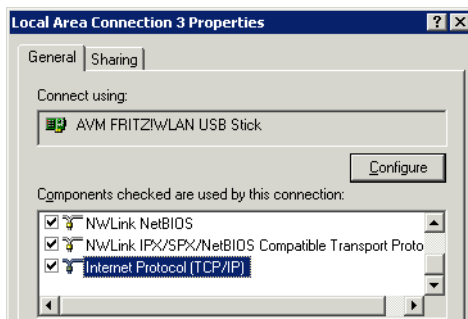 Local Area Connection 3 Properties
General Sharing
Connect using:
AVM FRITZ!WLAN USB Stick
Configure
Components checked are used by this connection:
NWLink NetBIOS
NWLink IPX/SPX/NetBIOS Compatible Transport Proto
Internet Protocol (TCP/IP)